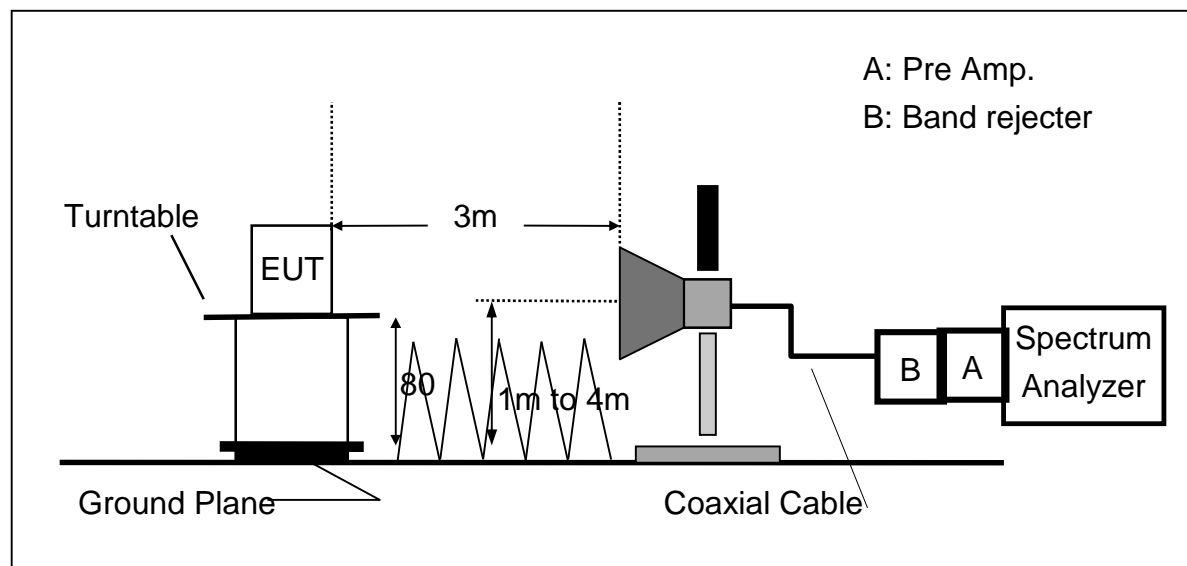 A: Pre Amp.
B: Band rejecter
Turntable
3m
EUT
80
1m to 4m
B
A
Spectrum
Analyzer
Ground Plane
Coaxial Cable